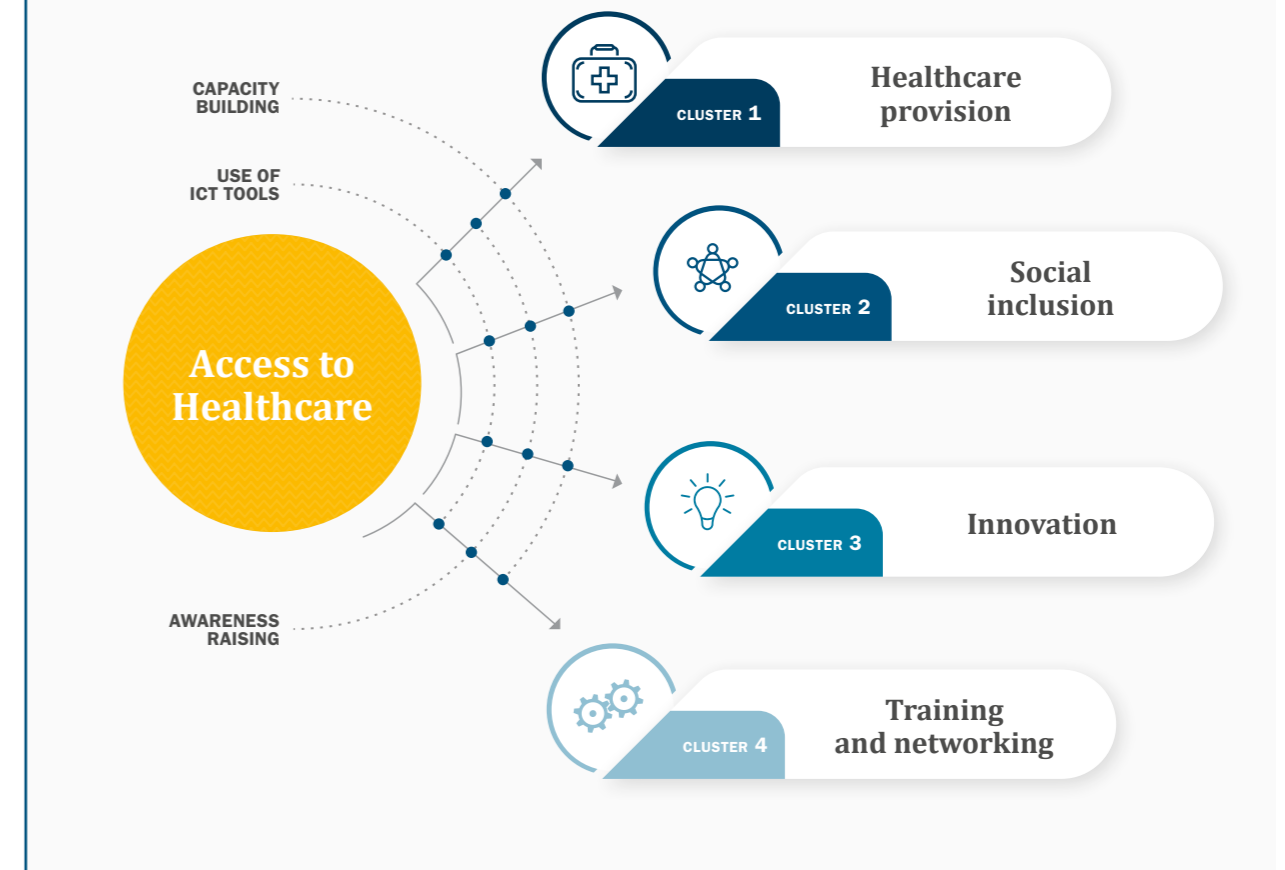 CAPACITY
BUILDING
USE OF
ICT TOOLS
Access to
Healthcare
AWARENESS
RAISING
CLUSTER 1
Healthcare
provision
CLUSTER 2
Social
inclusion
CLUSTER 3
Innovation
CLUSTER 4
Training
and networking